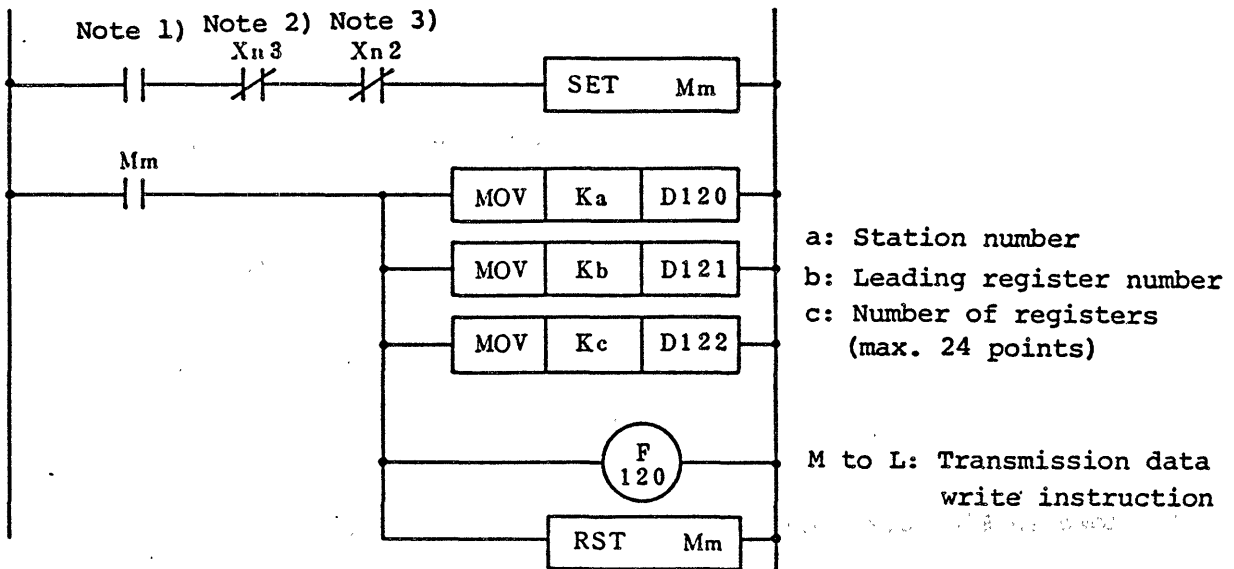 Note 1) Note 2) Note 3)
Xn3 Xn2
SET Mm
Mm
MOV Ka D120
a: Station number
MOV Kb D121
b: Leading register number
c: Number of registers
MOV Kc D122
(max. 24 points)
F
120
M to L: Transmission data
write instruction
RST Mm